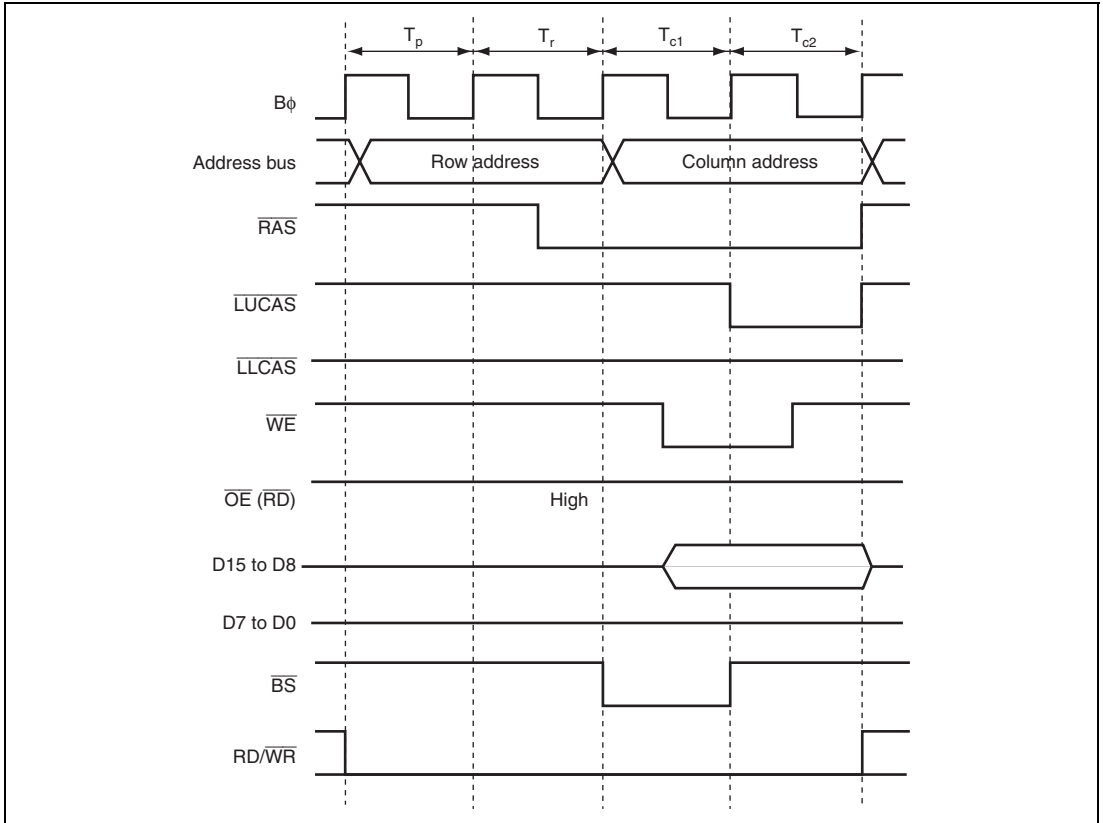 Tp Tr Tc1 Tc2
Bϕ
Address bus Row address Column address
RAS
LUCAS
LLCAS
WE
OE (RD) High
D15 to D8
D7 to D0
BS
RD/WR